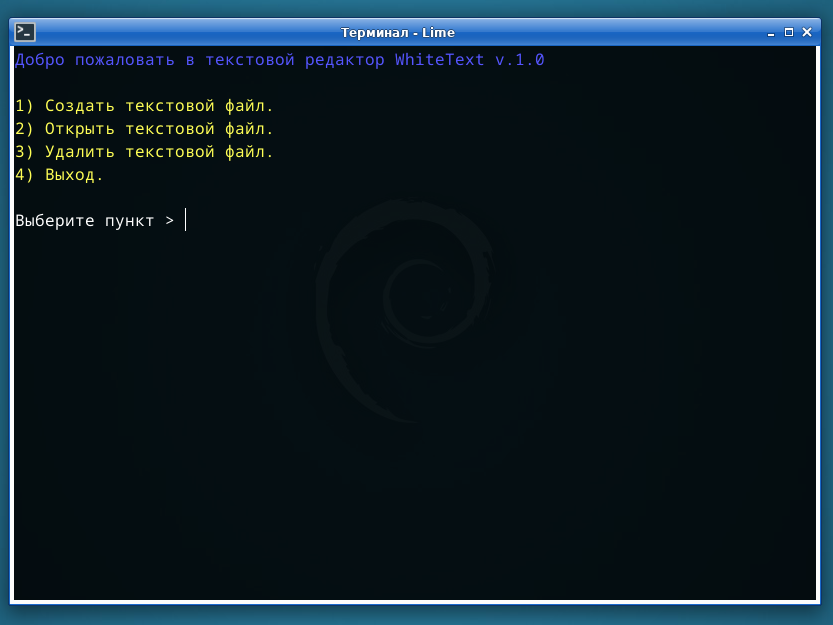 Терминал - Lime
Добро пожаловать в текстовой редактор WhiteText v.1.0
1) Создать текстовой файл.
2) Открыть текстовой файл.
3) Удалить текстовой файл.
4) Выход.
Выберите пункт >